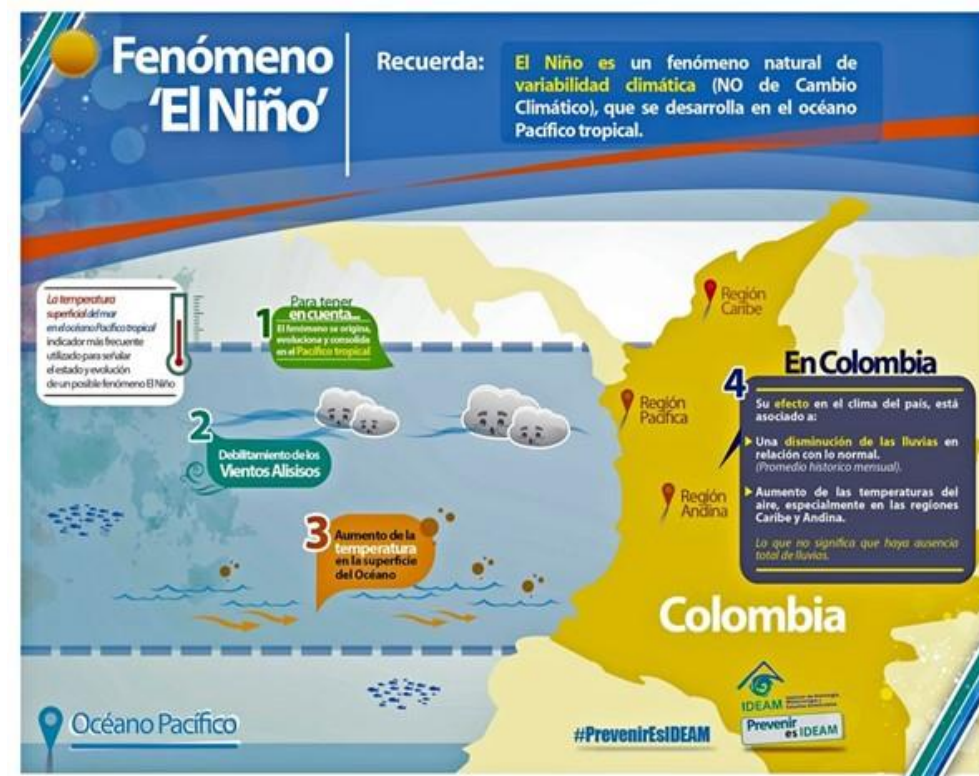 Fenómeno
'El Niño'
Recuerda:
El Niño es un fenómeno natural de
variabilidad climática (NO de Cambio
Climático), que se desarrolla en el océano
Pacífico tropical.
La temperatura
superficial del mar
en el océano Pacífico tropical
indicador más frecuente
utilizado para señalar
el estado y evolución
de un posible fenómeno El Niño
1
Para tener
en cuenta...
El fenómeno se origina,
evoluciona y consolida
en el Pacífico tropical
2
Debilitamiento de los
Vientos Alisisos
3
Aumento de la
temperatura
en la superficie
del Océano
Región
Caribe
Región
Pacífica
Región
Andina
4
En Colombia
Su efecto en el clima del país, está
asociado a:
Una disminución de las lluvias en
relación con lo normal.
(Promedio historico mensual).
Aumento de las temperaturas del
aire, especialmente en las regiones
Caribe y Andina.
Lo que no significa que haya ausencia
total de lluvias.
Colombia
Océano Pacífico
#PrevenirEsIDEAM
IDEAM
Prevenir
es IDEAM